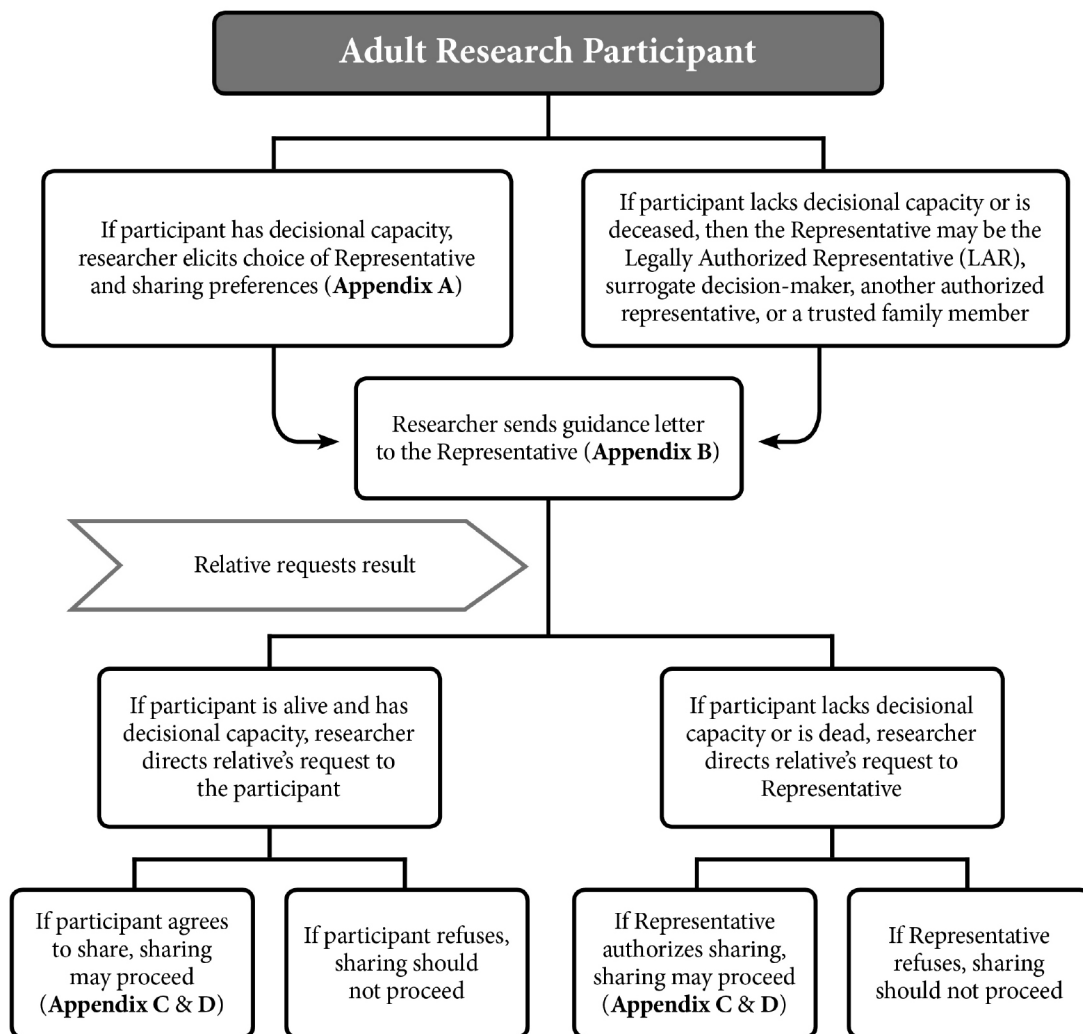 Adult Research Participant
If participant has decisional capacity,
researcher elicits choice of Representative
and sharing preferences (Appendix A)
If participant lacks decisional capacity or is
deceased, then the Representative may be the
Legally Authorized Representative (LAR),
surrogate decision-maker, another authorized
representative, or a trusted family member
Researcher sends guidance letter
to the Representative (Appendix B)
Relative requests result
If participant is alive and has
decisional capacity, researcher
directs relative's request to
the participant
If participant lacks decisional
capacity or is dead, researcher
directs relative's request to
Representative
If participant agrees
to share, sharing
may proceed
(Appendix C & D)
If participant refuses,
sharing should
not proceed
If Representative
authorizes sharing,
sharing may proceed
(Appendix C & D)
If Representative
refuses, sharing
should not proceed